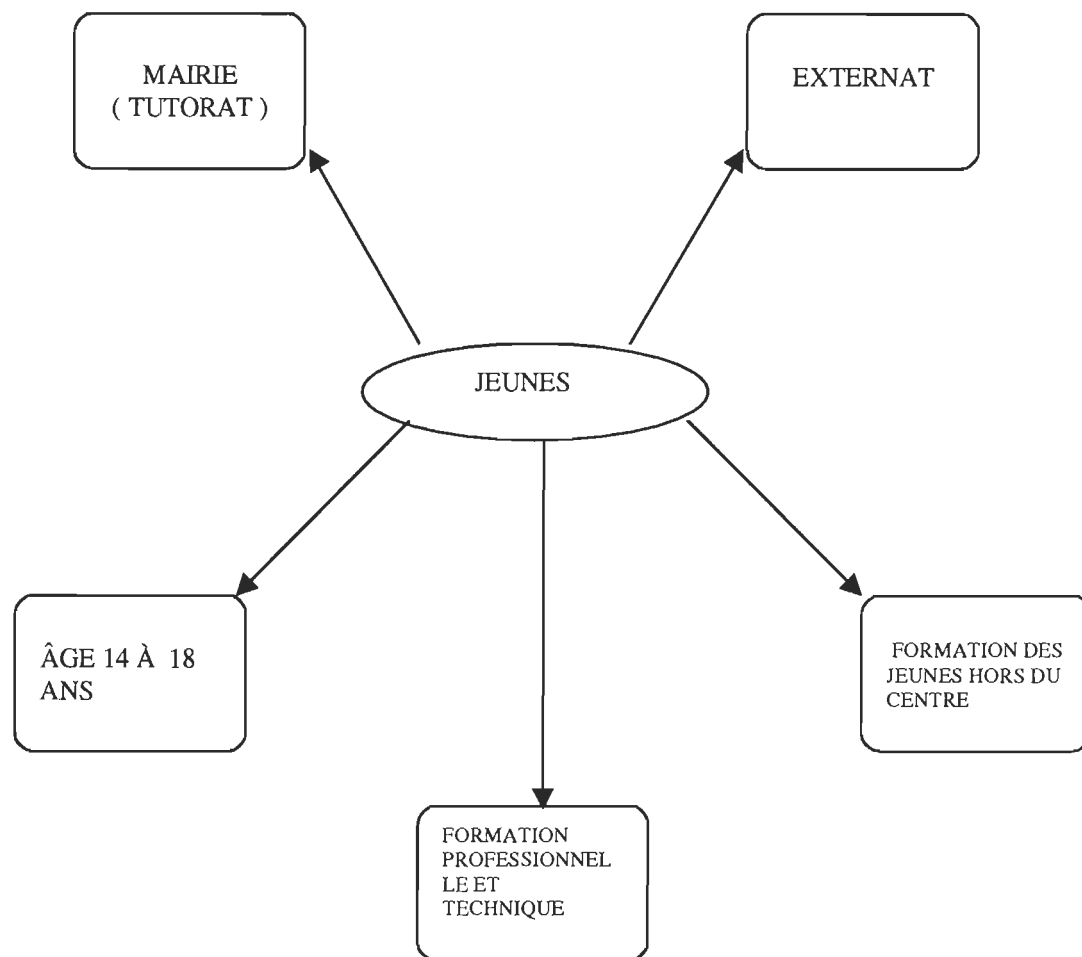 MAIRIE
( TUTORAT )
EXTERNAT
JEUNES
ÂGE 14 À 18
ANS
FORMATION DES
JEUNES HORS DU
CENTRE
FORMATION
PROFESSIONNEL
LE ET
TECHNIQUE